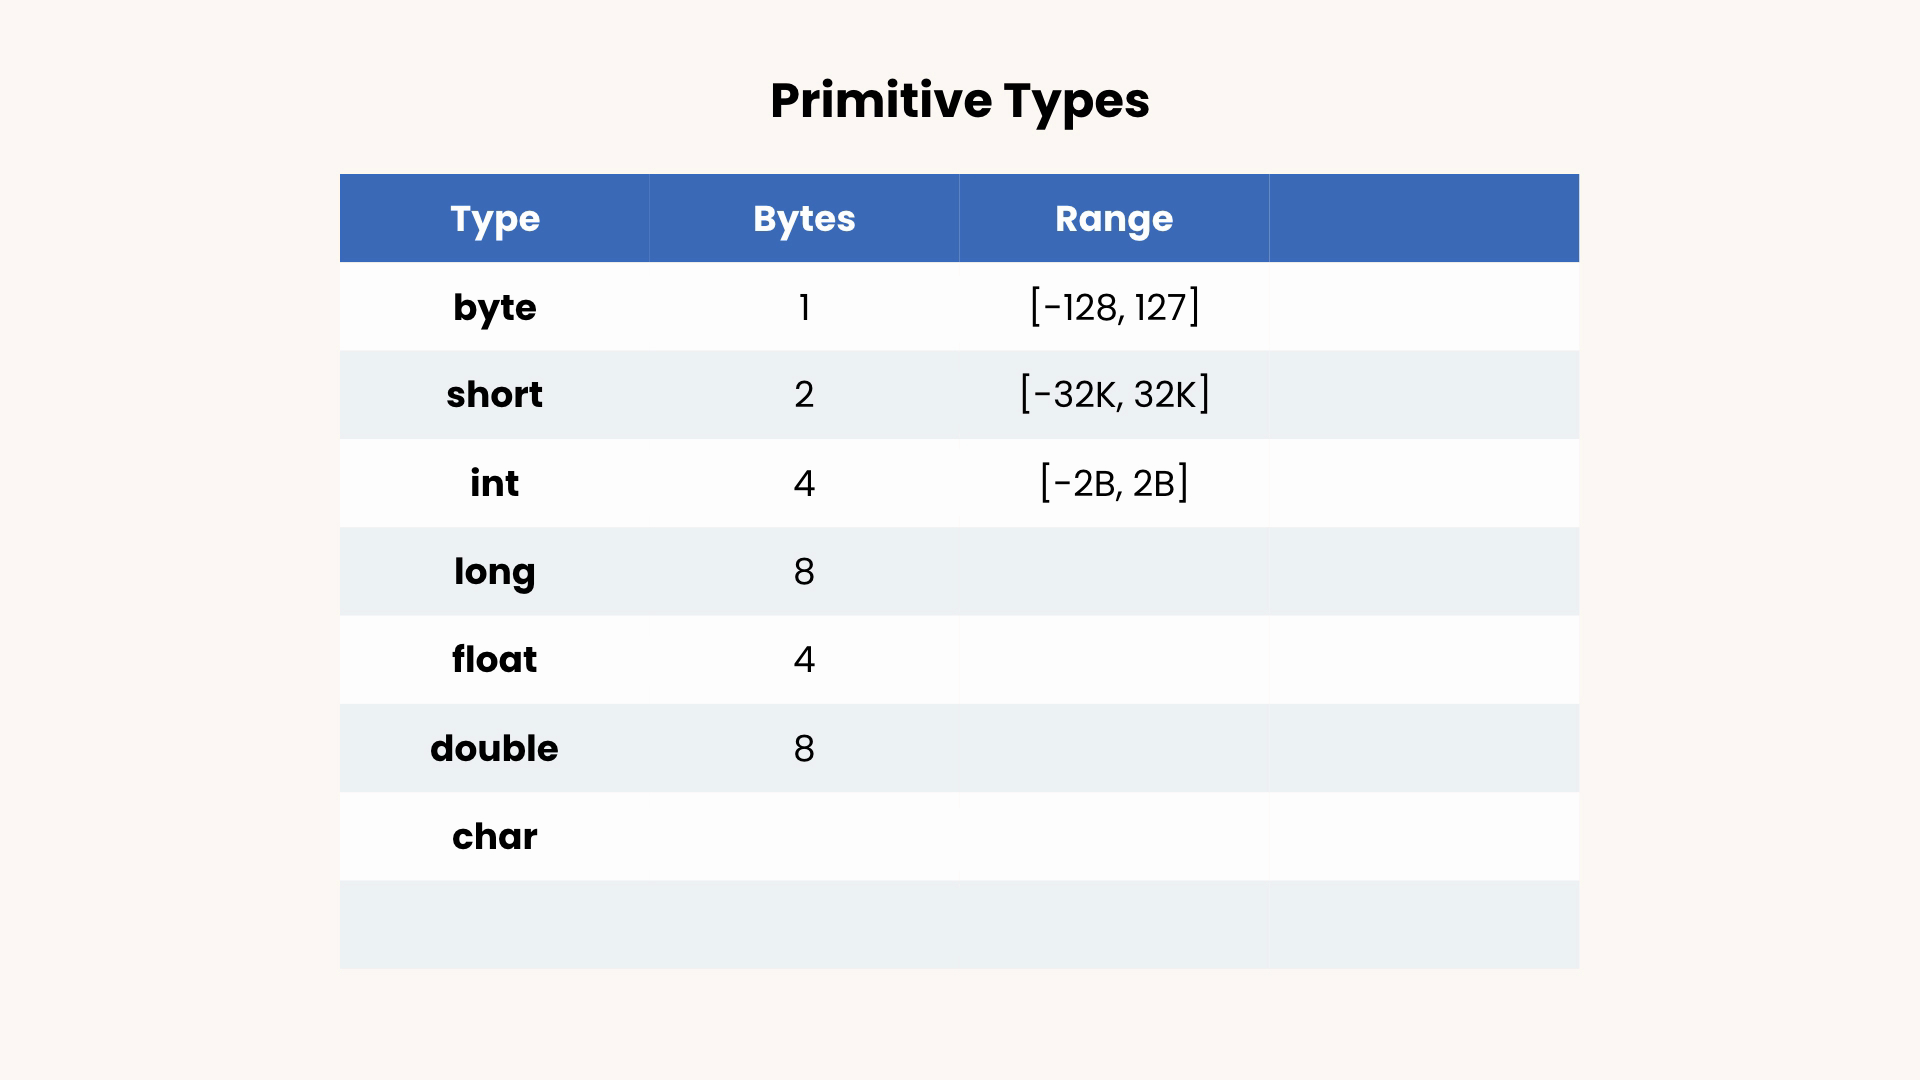 Primitive Types
Type Bytes Range
byte 1 [-128, 127]
short 2 [-32K, 32K]
int 4 [-2B, 2B]
long 8
float 4
double 8
char